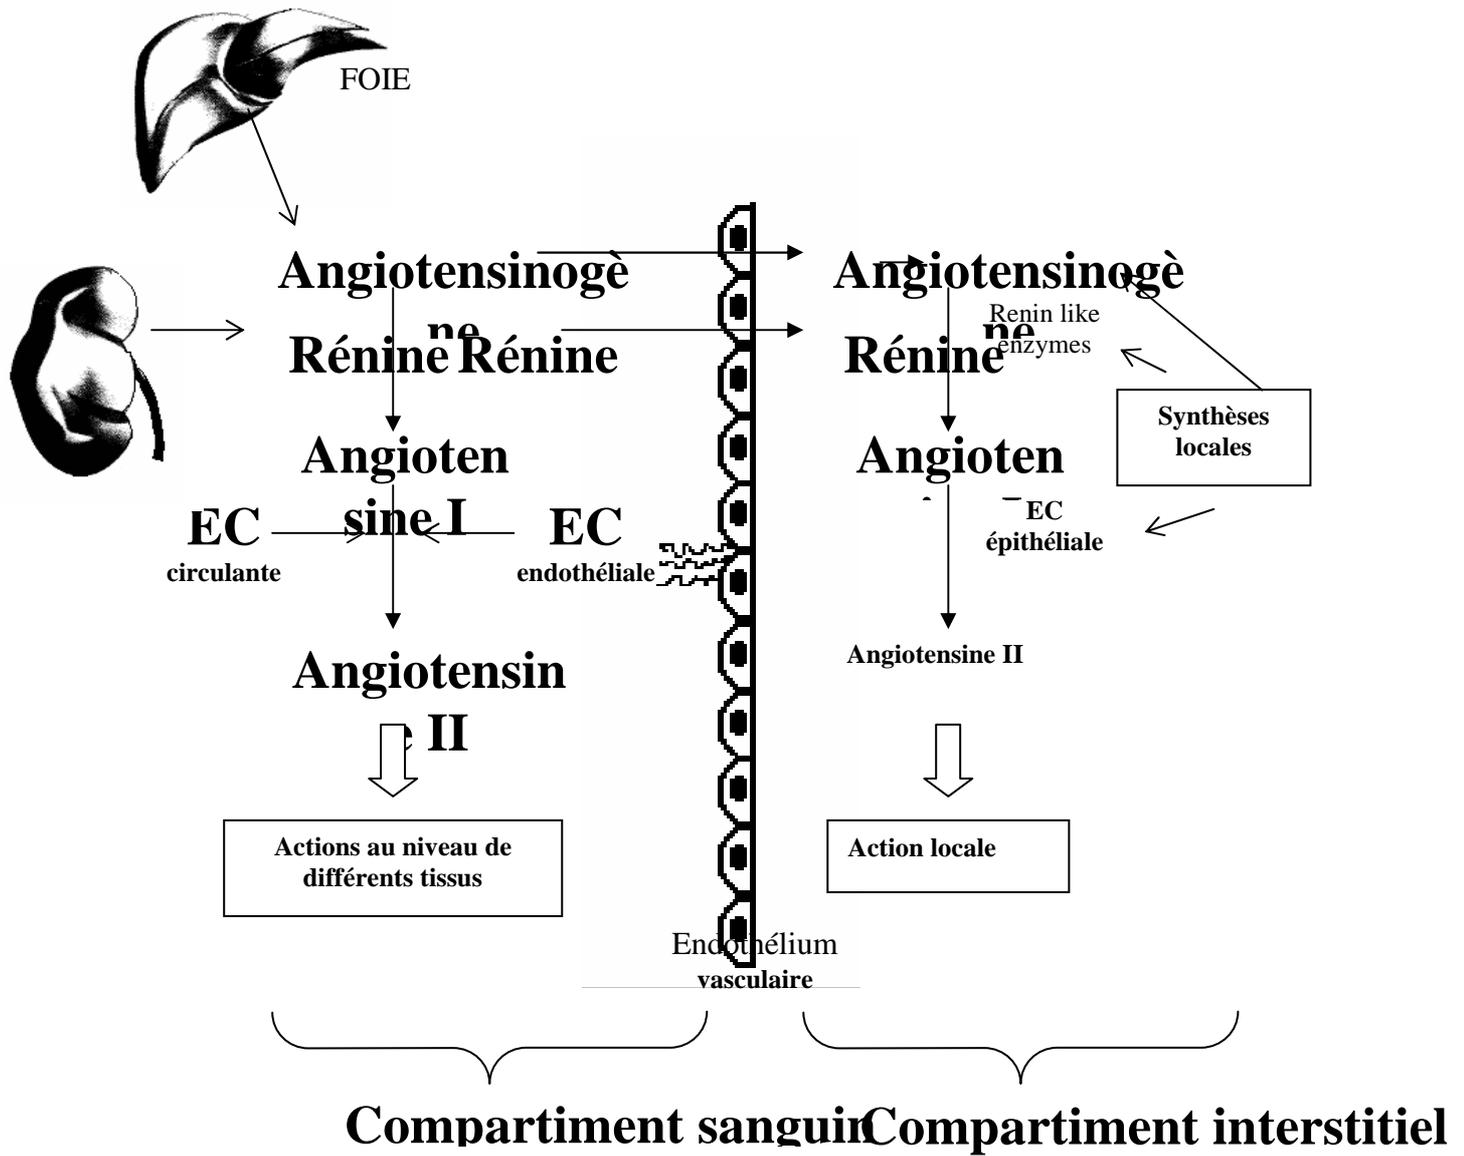 FOIE
Angiotensinogè
ne
Rénine Rénine
Angioten
sine I
EC
circulante
EC
endothéliale
Angiotensin
e II
Actions au niveau de
différents tissus
Endothélium
vasculaire
Angiotensinogè
ne
Renin like
enzymes
Rénine
Synthèses
locales
Angioten
EC
épithéliale
Angiotensine II
Action locale
Compartiment sanguin
Compartiment interstitiel